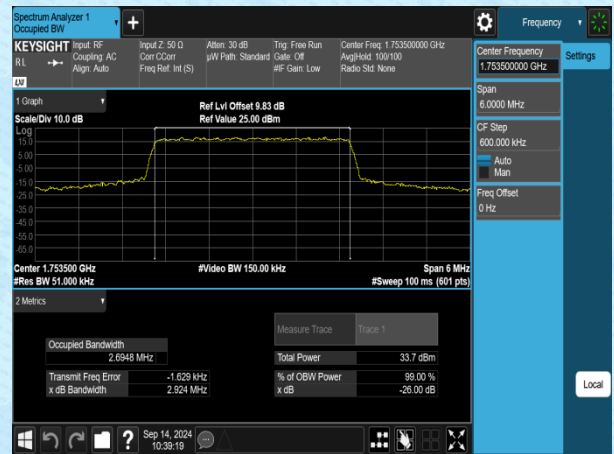 Spectrum Analyzer 1
Occupied BW
Frequency
KEYSIGHT Input: RF Input Z: 50 Ω Atten: 30 dB Trig: Free Run Center Freq: 1.753500000 GHz
RL Coupling: AC Corr CCorr µW Path: Standard Gate: Off Avg|Hold: 100/100
Align: Auto Freq Ref: Int (S) #IF Gain: Low Radio Std: None
LXI
Center Frequency
1.753500000 GHz
Settings
Span
6.0000 MHz
CF Step
600.000 kHz
Auto
Man
Freq Offset
0 Hz
Local
1 Graph
Ref Lvl Offset 9.83 dB
Scale/Div 10.0 dB Ref Value 25.00 dBm
Log
15.0
5.00
-5.00
-15.0
-25.0
-35.0
-45.0
-55.0
-65.0
Center 1.753500 GHz #Video BW 150.00 kHz Span 6 MHz
#Res BW 51.000 kHz #Sweep 100 ms (601 pts)
2 Metrics
Measure Trace Trace 1
Occupied Bandwidth
2.6948 MHz Total Power 33.7 dBm
Transmit Freq Error -1.629 kHz % of OBW Power 99.00 %
x dB Bandwidth 2.924 MHz x dB -26.00 dB
? Sep 14, 2024
10:39:19